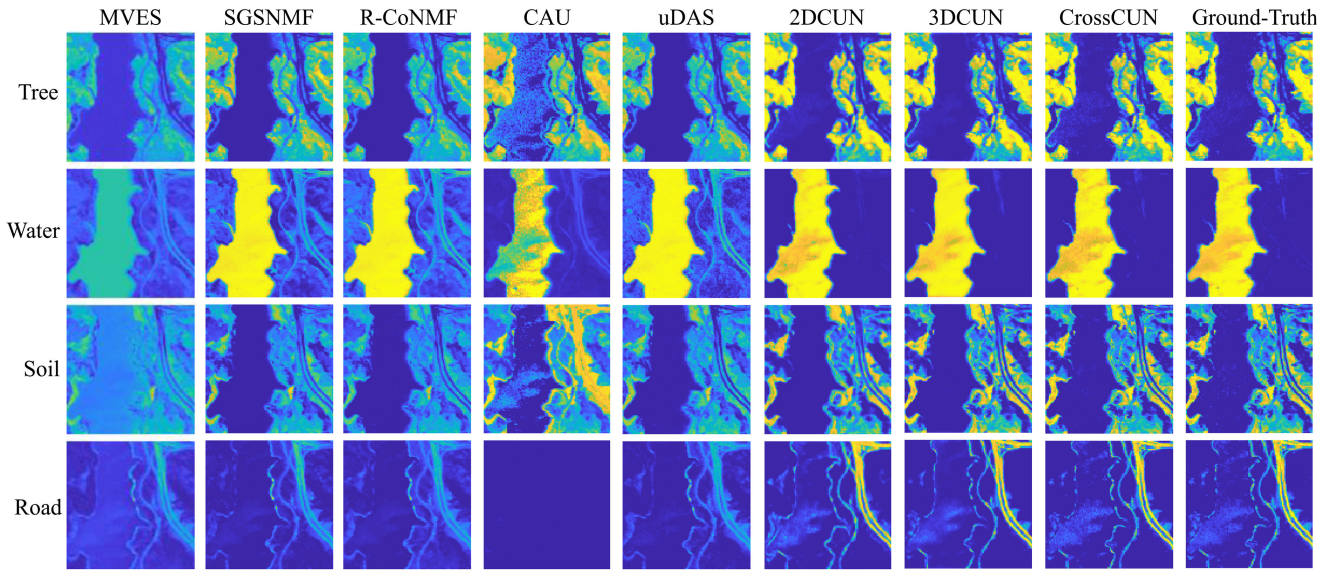 MVES SGSNMF R-CoNMF CAU uDAS 2DCUN 3DCUN CrossCUN Ground-Truth
Tree
Water
Soil
Road